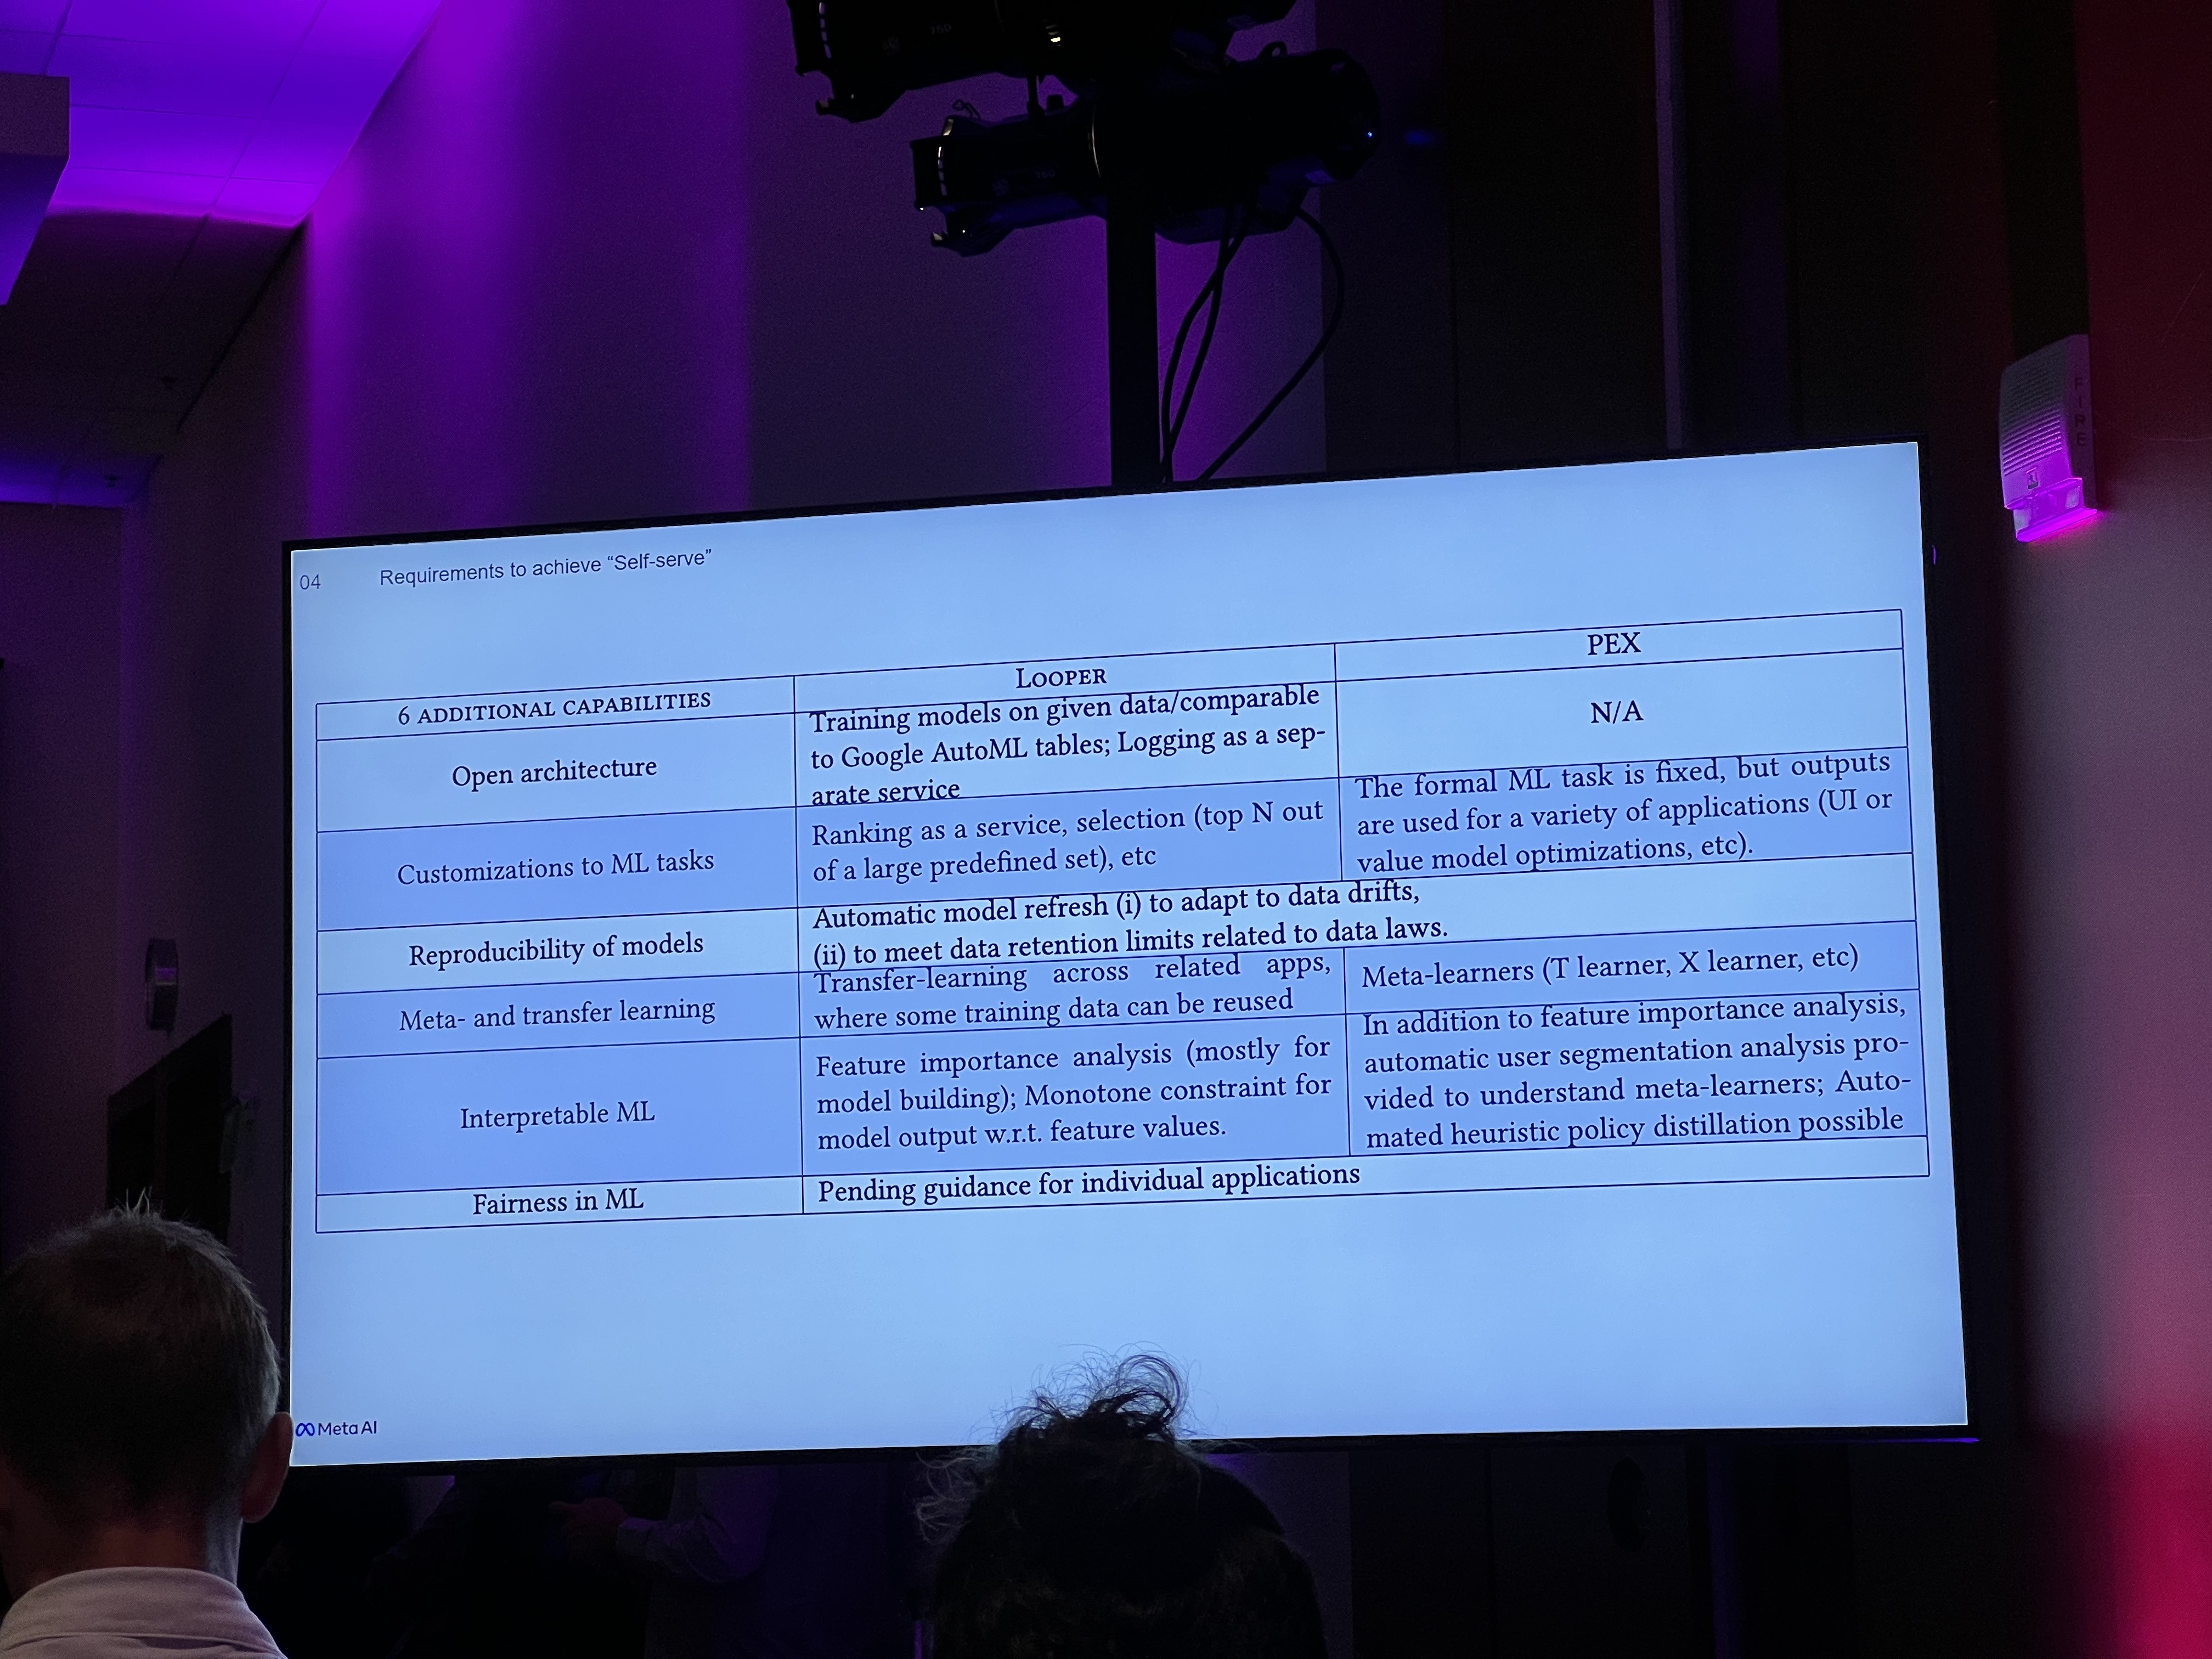 04 Requirements to achieve “Self-serve”
6 ADDITIONAL CAPABILITIES
LOOPER
PEX
Open architecture
Training models on given data/comparable
to Google AutoML tables; Logging as a sep-
arate service
N/A
Customizations to ML tasks
Ranking as a service, selection (top N out
of a large predefined set), etc
The formal ML task is fixed, but outputs
are used for a variety of applications (UI or
value model optimizations, etc).
Reproducibility of models
Automatic model refresh (i) to adapt to data drifts,
(ii) to meet data retention limits related to data laws.
Meta- and transfer learning
Transfer-learning across related apps,
where some training data can be reused
Meta-learners (T learner, X learner, etc)
Interpretable ML
Feature importance analysis (mostly for
model building); Monotone constraint for
model output w.r.t. feature values.
In addition to feature importance analysis,
automatic user segmentation analysis pro-
vided to understand meta-learners; Auto-
mated heuristic policy distillation possible
Fairness in ML
Pending guidance for individual applications
Meta AI
FIRE
750